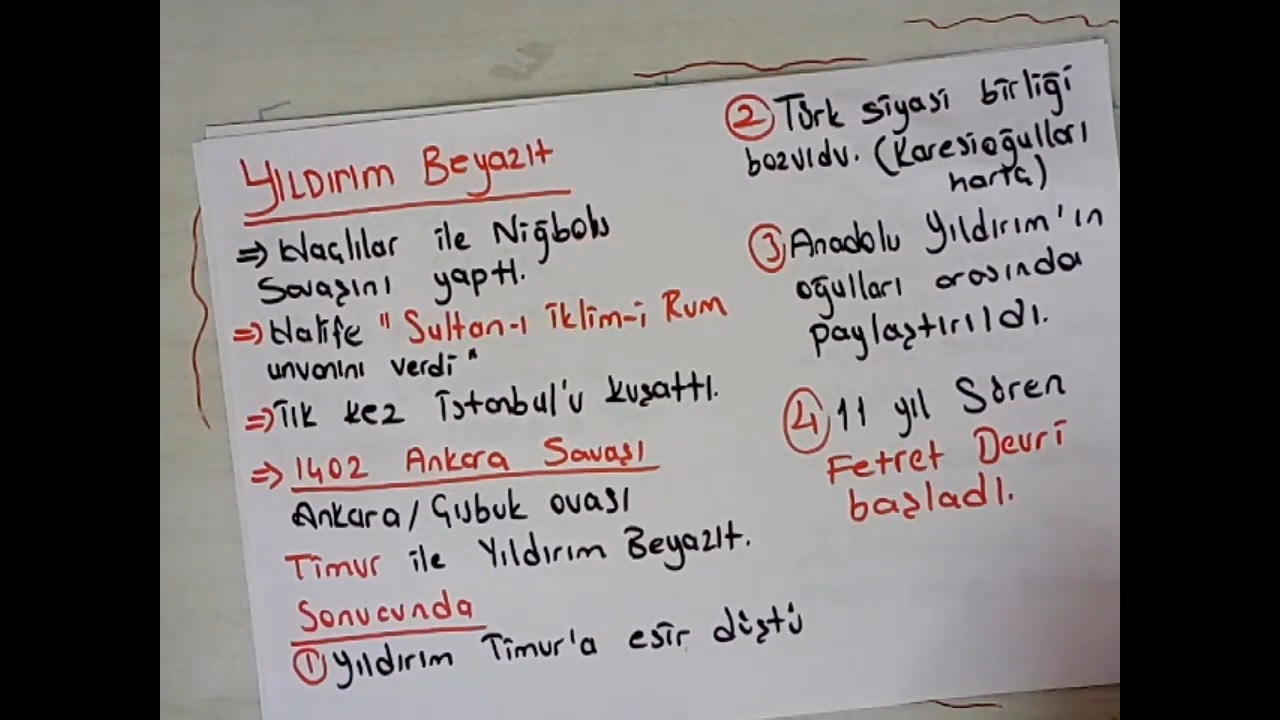 YILDIRIM Beyazıt
⇒ Haçlılar ile Niğbolu
Savaşını yaptı.
⇒ Halife "Sultan-ı İklim-i Rum
unvanını verdi"
⇒ İlk kez İstanbul'u kuşattı.
⇒ 1402 Ankara Savaşı
Ankara/Çubuk ovası
Timur ile Yıldırım Beyazıt.
Sonucunda
① Yıldırım Timur'a esir düştü
② Türk siyasi birliği
bozuldu. (Karesioğulları
hariç)
③ Anadolu Yıldırım'ın
oğulları arasında
paylaştırıldı.
④ 11 yıl Süren
Fetret Devri
başladı.